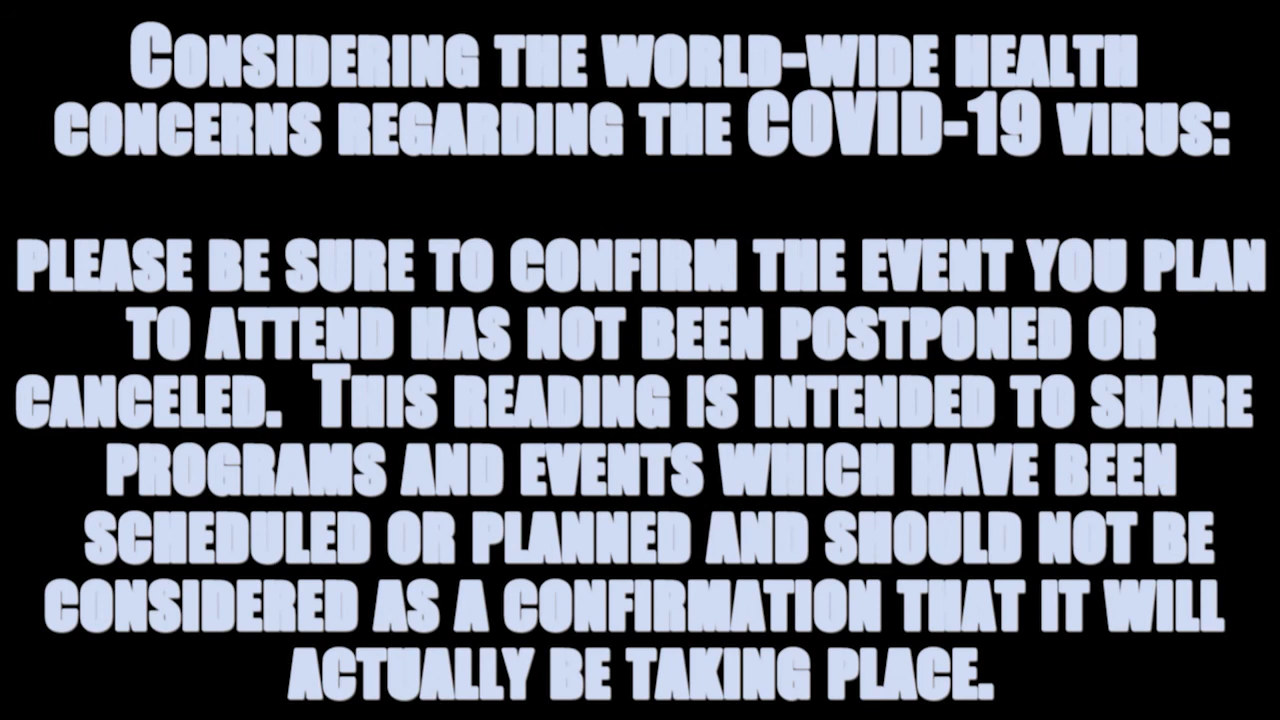 Considering the world-wide health
concerns regarding the COVID-19 virus:
please be sure to confirm the event you plan
to attend has not been postponed or
canceled. This reading is intended to share
programs and events which have been
scheduled or planned and should not be
considered as a confirmation that it will
actually be taking place.